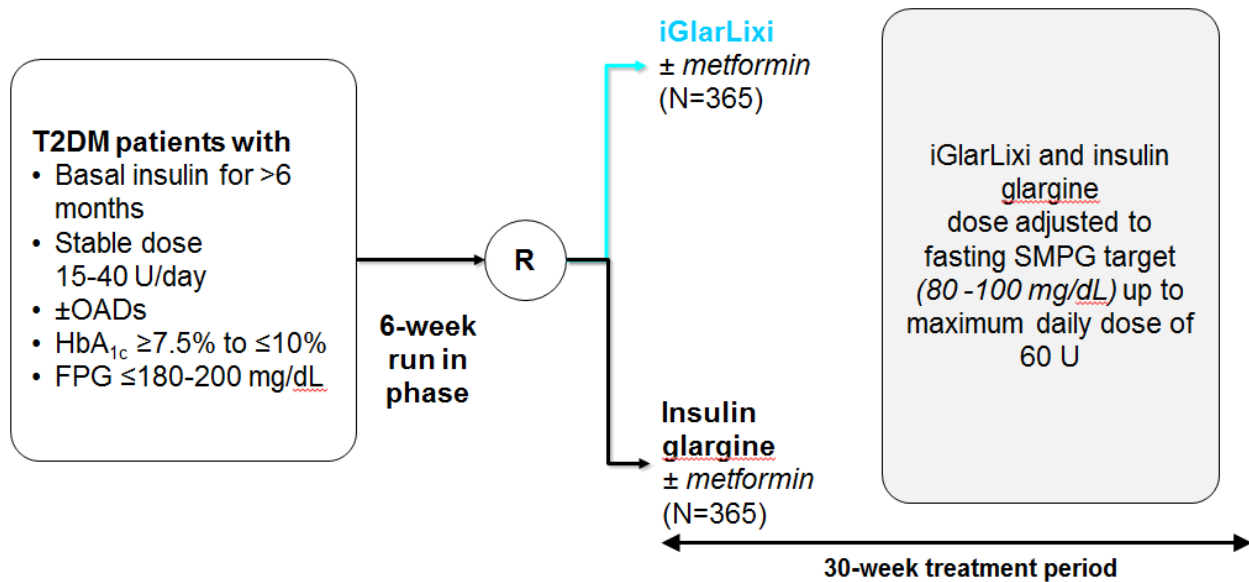 T2DM patients with
• Basal insulin for >6
months
• Stable dose
15-40 U/day
• ±OADs
• HbA1c ≥7.5% to ≤10%
• FPG ≤180-200 mg/dL
6-week
run in
phase
R
iGlarLixi
± metformin
(N=365)
Insulin
glargine
± metformin
(N=365)
iGlarLixi and insulin
glargine
dose adjusted to
fasting SMPG target
(80 -100 mg/dL) up to
maximum daily dose of
60 U
30-week treatment period